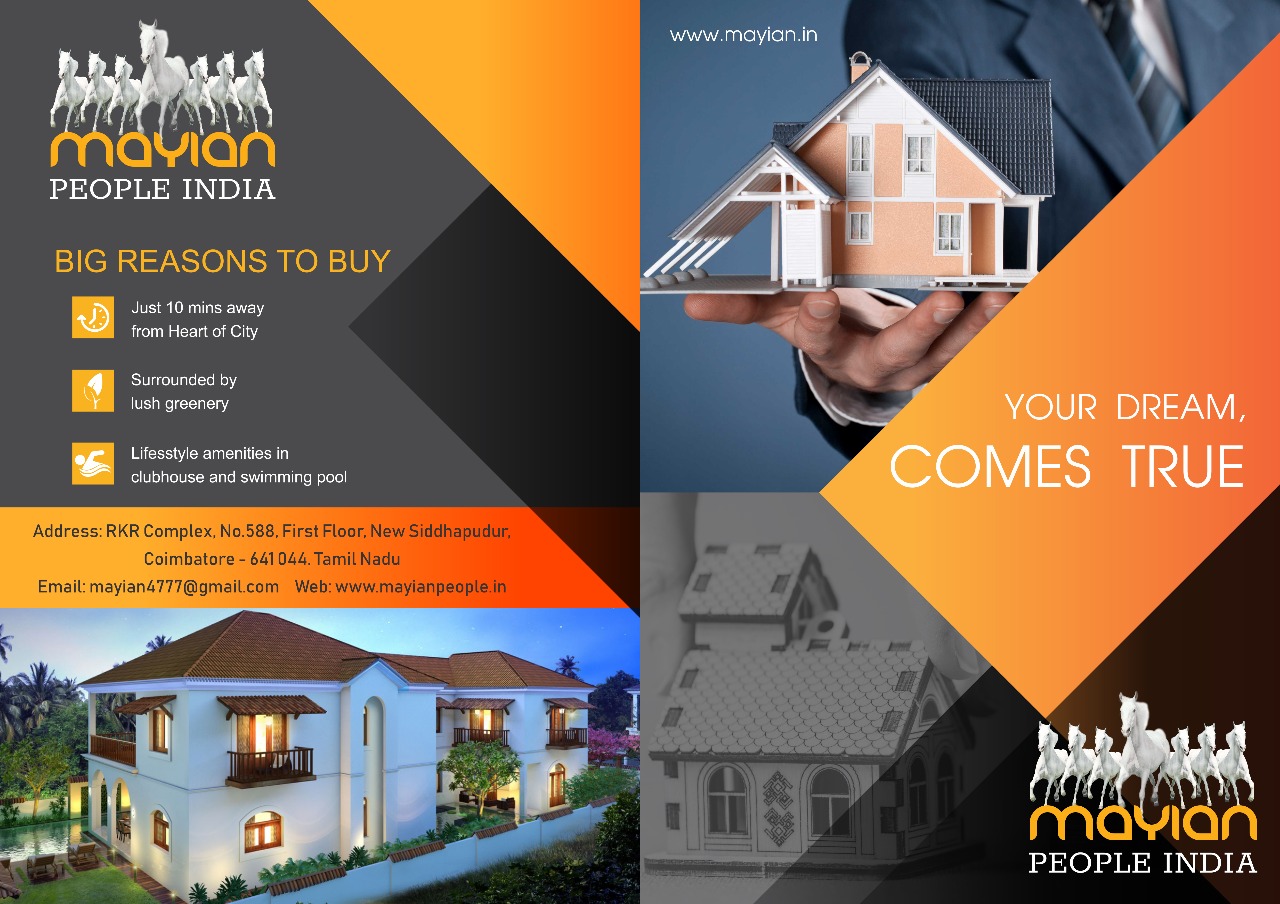 mayian
PEOPLE INDIA
BIG REASONS TO BUY
Just 10 mins away
from Heart of City
Surrounded by
lush greenery
Lifesstyle amenities in
clubhouse and swimming pool
Address: RKR Complex, No.588, First Floor, New Siddhapudur,
Coimbatore - 641 044. Tamil Nadu
Email: mayian4777@gmail.com Web: www.mayianpeople.in
www.mayian.in
YOUR DREAM,
COMES TRUE
mayian
PEOPLE INDIA